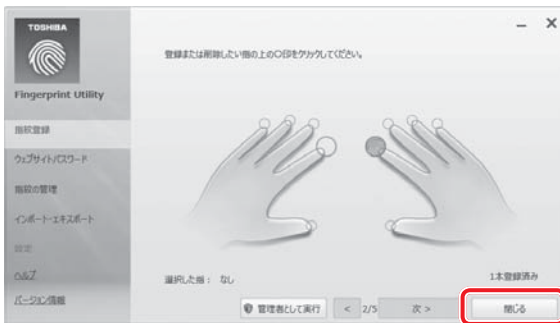 TOSHIBA
Fingerprint Utility
指紋登録
ウェブサイト/パスワード
指紋の管理
インポート・エクスポート
設定
ヘルプ
バージョン情報
登録または削除したい指の上の○印をクリックしてください。
選択した指： なし
1本登録済み
管理者として実行
<
2/5
次 >
閉じる